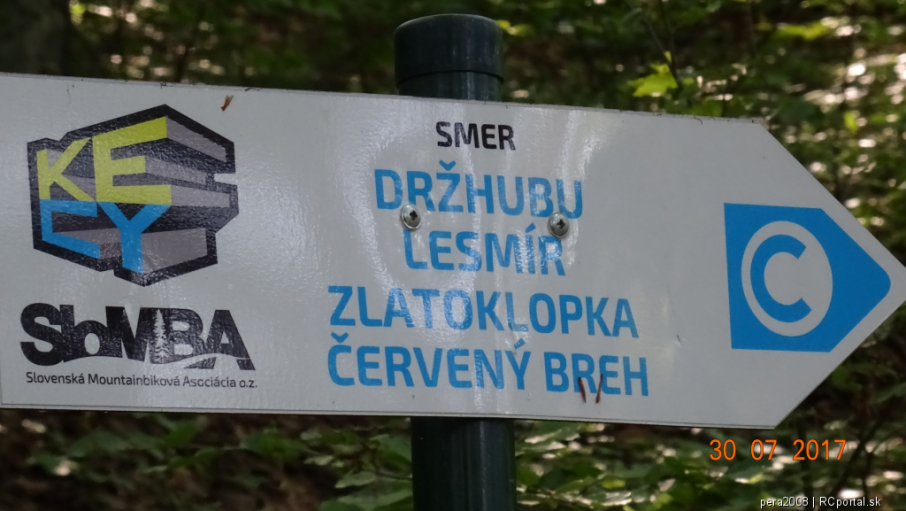 KE
CY
SloMBA
Slovenská Mountainbiková Asociácia o.z.
SMER
DRŽHUBU
LESMÍR
ZLATOKLOPKA
ČERVENÝ BREH
C
30 07 2017
pera2008 | RCportal.sk